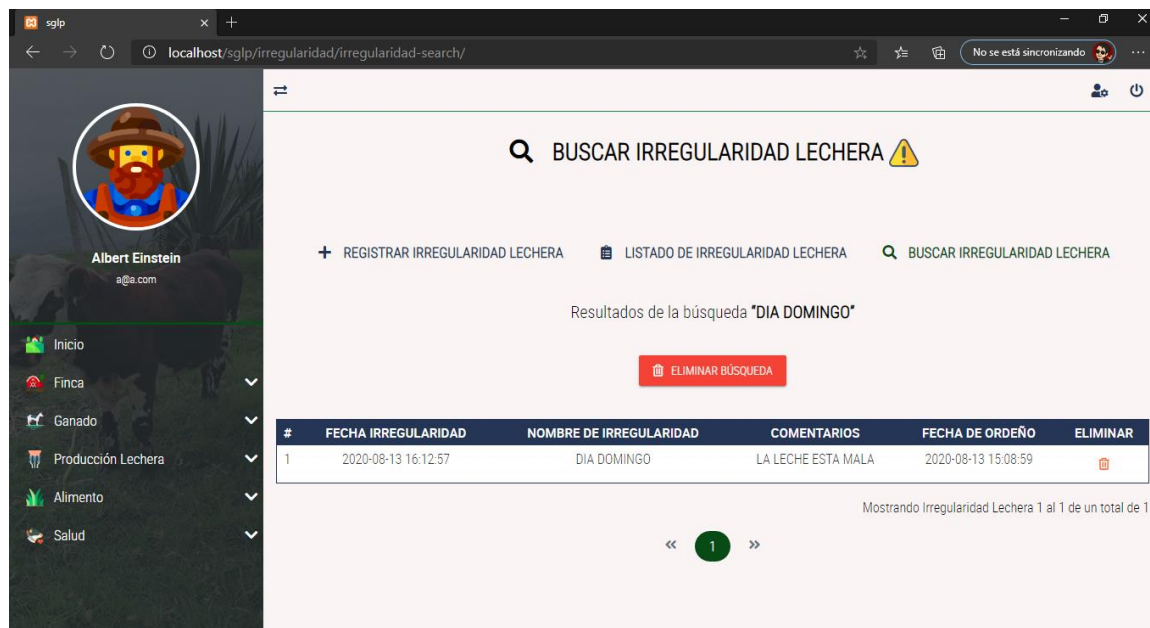 sglp
localhost/sglp/irregularidad/irregularidad-search/
No se está sincronizando
BUSCAR IRREGULARIDAD LECHERA
Albert Einstein
a@a.com
REGISTRAR IRREGULARIDAD LECHERA LISTADO DE IRREGULARIDAD LECHERA BUSCAR IRREGULARIDAD LECHERA
Resultados de la búsqueda “DIA DOMINGO”
ELIMINAR BÚSQUEDA
Inicio
Finca
Ganado
Producción Lechera
Alimento
Salud
# FECHA IRREGULARIDAD NOMBRE DE IRREGULARIDAD COMENTARIOS FECHA DE ORDEÑO ELIMINAR
1 2020-08-13 16:12:57 DIA DOMINGO LA LECHE ESTA MALA 2020-08-13 15:08:59
Mostrando Irregularidad Lechera 1 al 1 de un total de 1
« 1 »